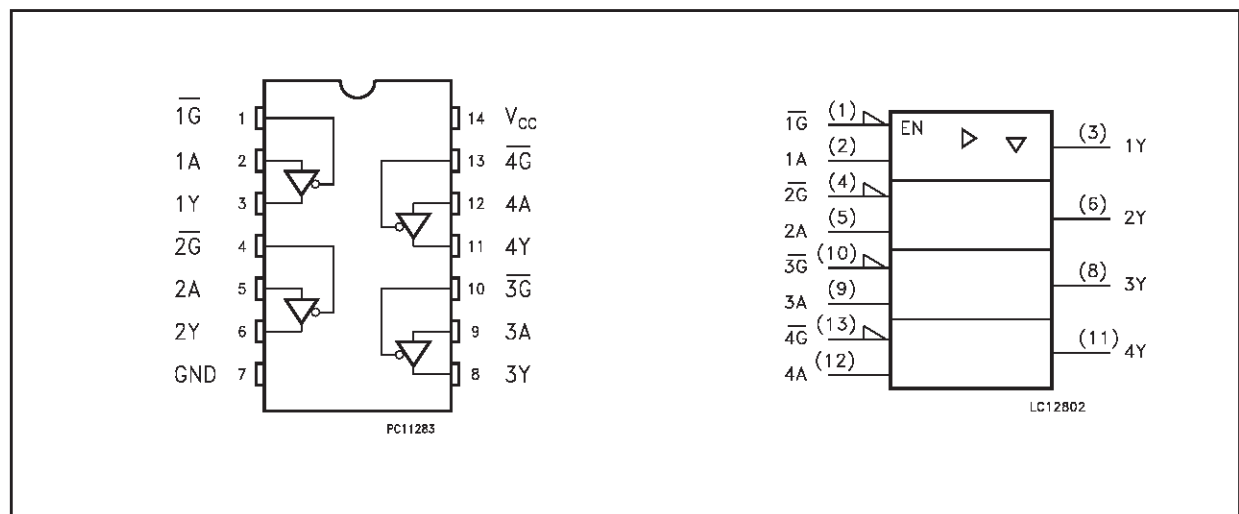 1G̅ 1 14 VCC
1A 2 13 4G̅
1Y 3 12 4A
2G̅ 4 11 4Y
2A 5 10 3G̅
2Y 6 9 3A
GND 7 8 3Y
PC11283
1G̅ (1) EN
1A (2) (3) 1Y
2G̅ (4)
2A (5) (6) 2Y
3G̅ (10)
3A (9) (8) 3Y
4G̅ (13)
4A (12) (11) 4Y
LC12802